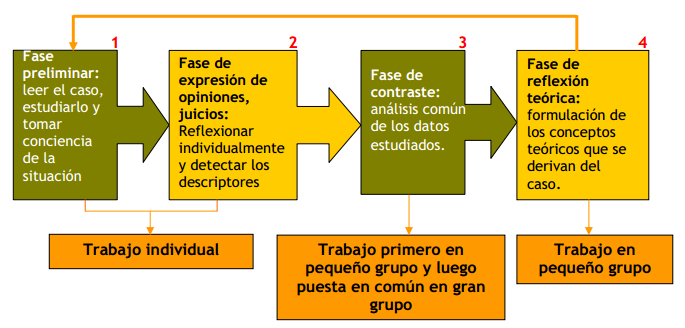 1
Fase
preliminar:
leer el caso,
estudiarlo y
tomar
conciencia
de la
situación
2
Fase de
expresión de
opiniones,
juicios:
Reflexionar
individualmente
y detectar los
descriptores
3
Fase de
contraste:
análisis común
de los datos
estudiados.
4
Fase de
reflexión
teórica:
formulación de
los conceptos
teóricos que se
derivan del
caso.
Trabajo individual
Trabajo primero en
pequeño grupo y luego
puesta en común en gran
grupo
Trabajo en
pequeño grupo